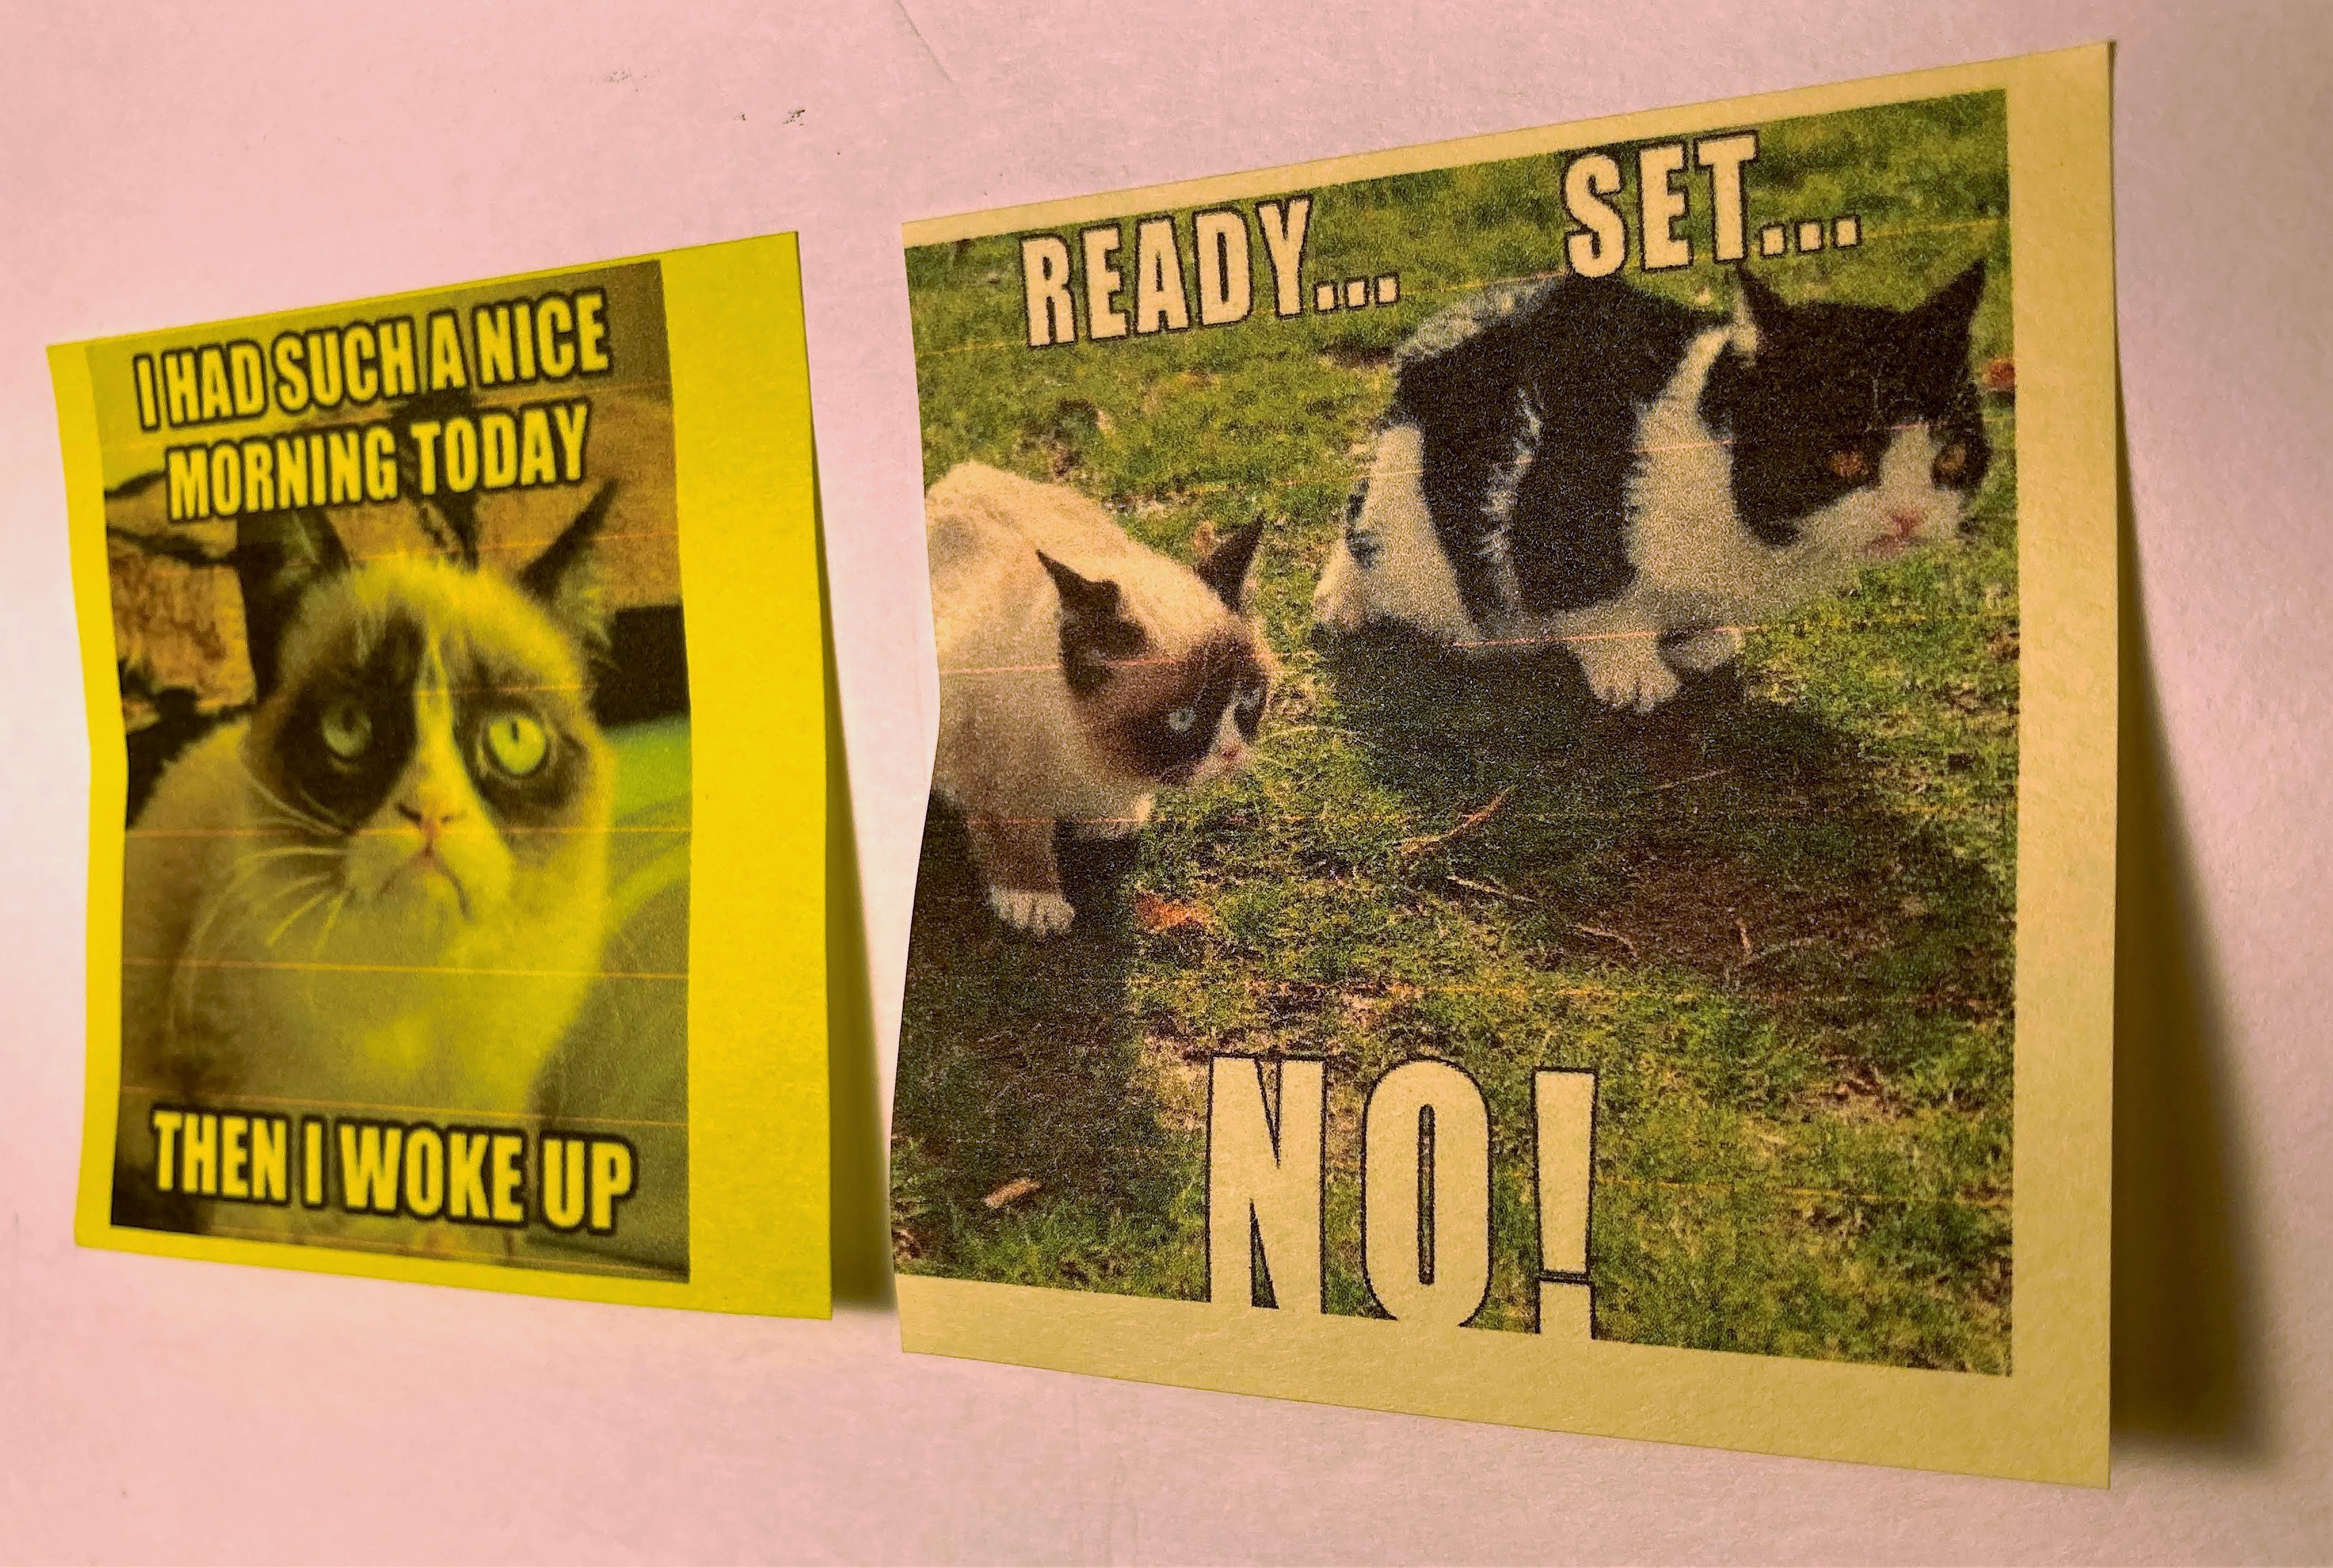 I HAD SUCH A NICE
MORNING TODAY
THEN I WOKE UP
READY... SET...
NO!